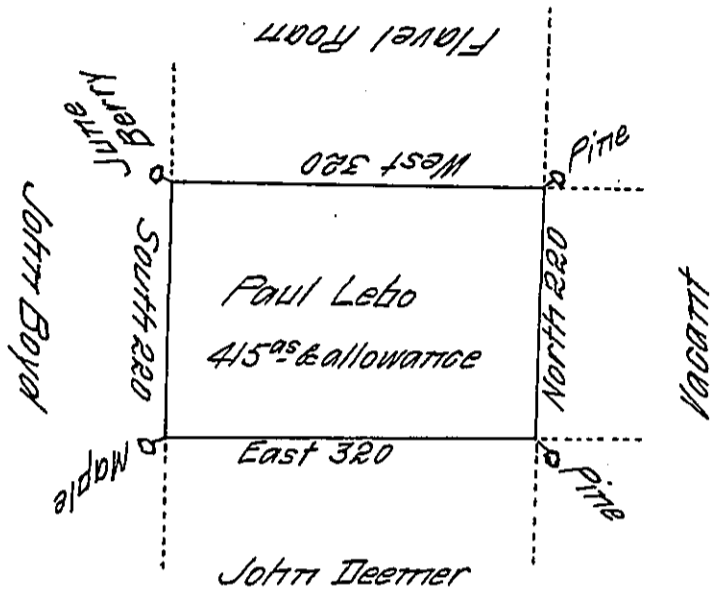 Flavel Roan
June
Berry
Pine
West 320
John Boyd
South 220
Paul Lebo
415as & allowance
North 220
Vacant
East 320
Maple
Pine
John Deemer